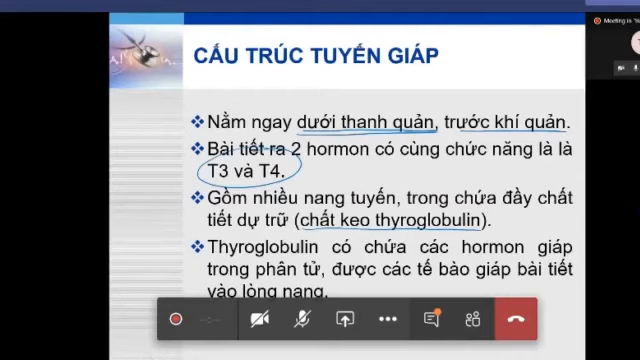 Meeting in "K
CẤU TRÚC TUYẾN GIÁP
❖Nằm ngay dưới thanh quản, trước khí quản.
❖Bài tiết ra 2 hormon có cùng chức năng là là
T3 và T4.
❖Gồm nhiều nang tuyến, trong chứa đầy chất
tiết dự trữ (chất keo thyroglobulin).
❖Thyroglobulin có chứa các hormon giáp
trong phân tử, được các tế bào giáp bài tiết
vào lòng nang.